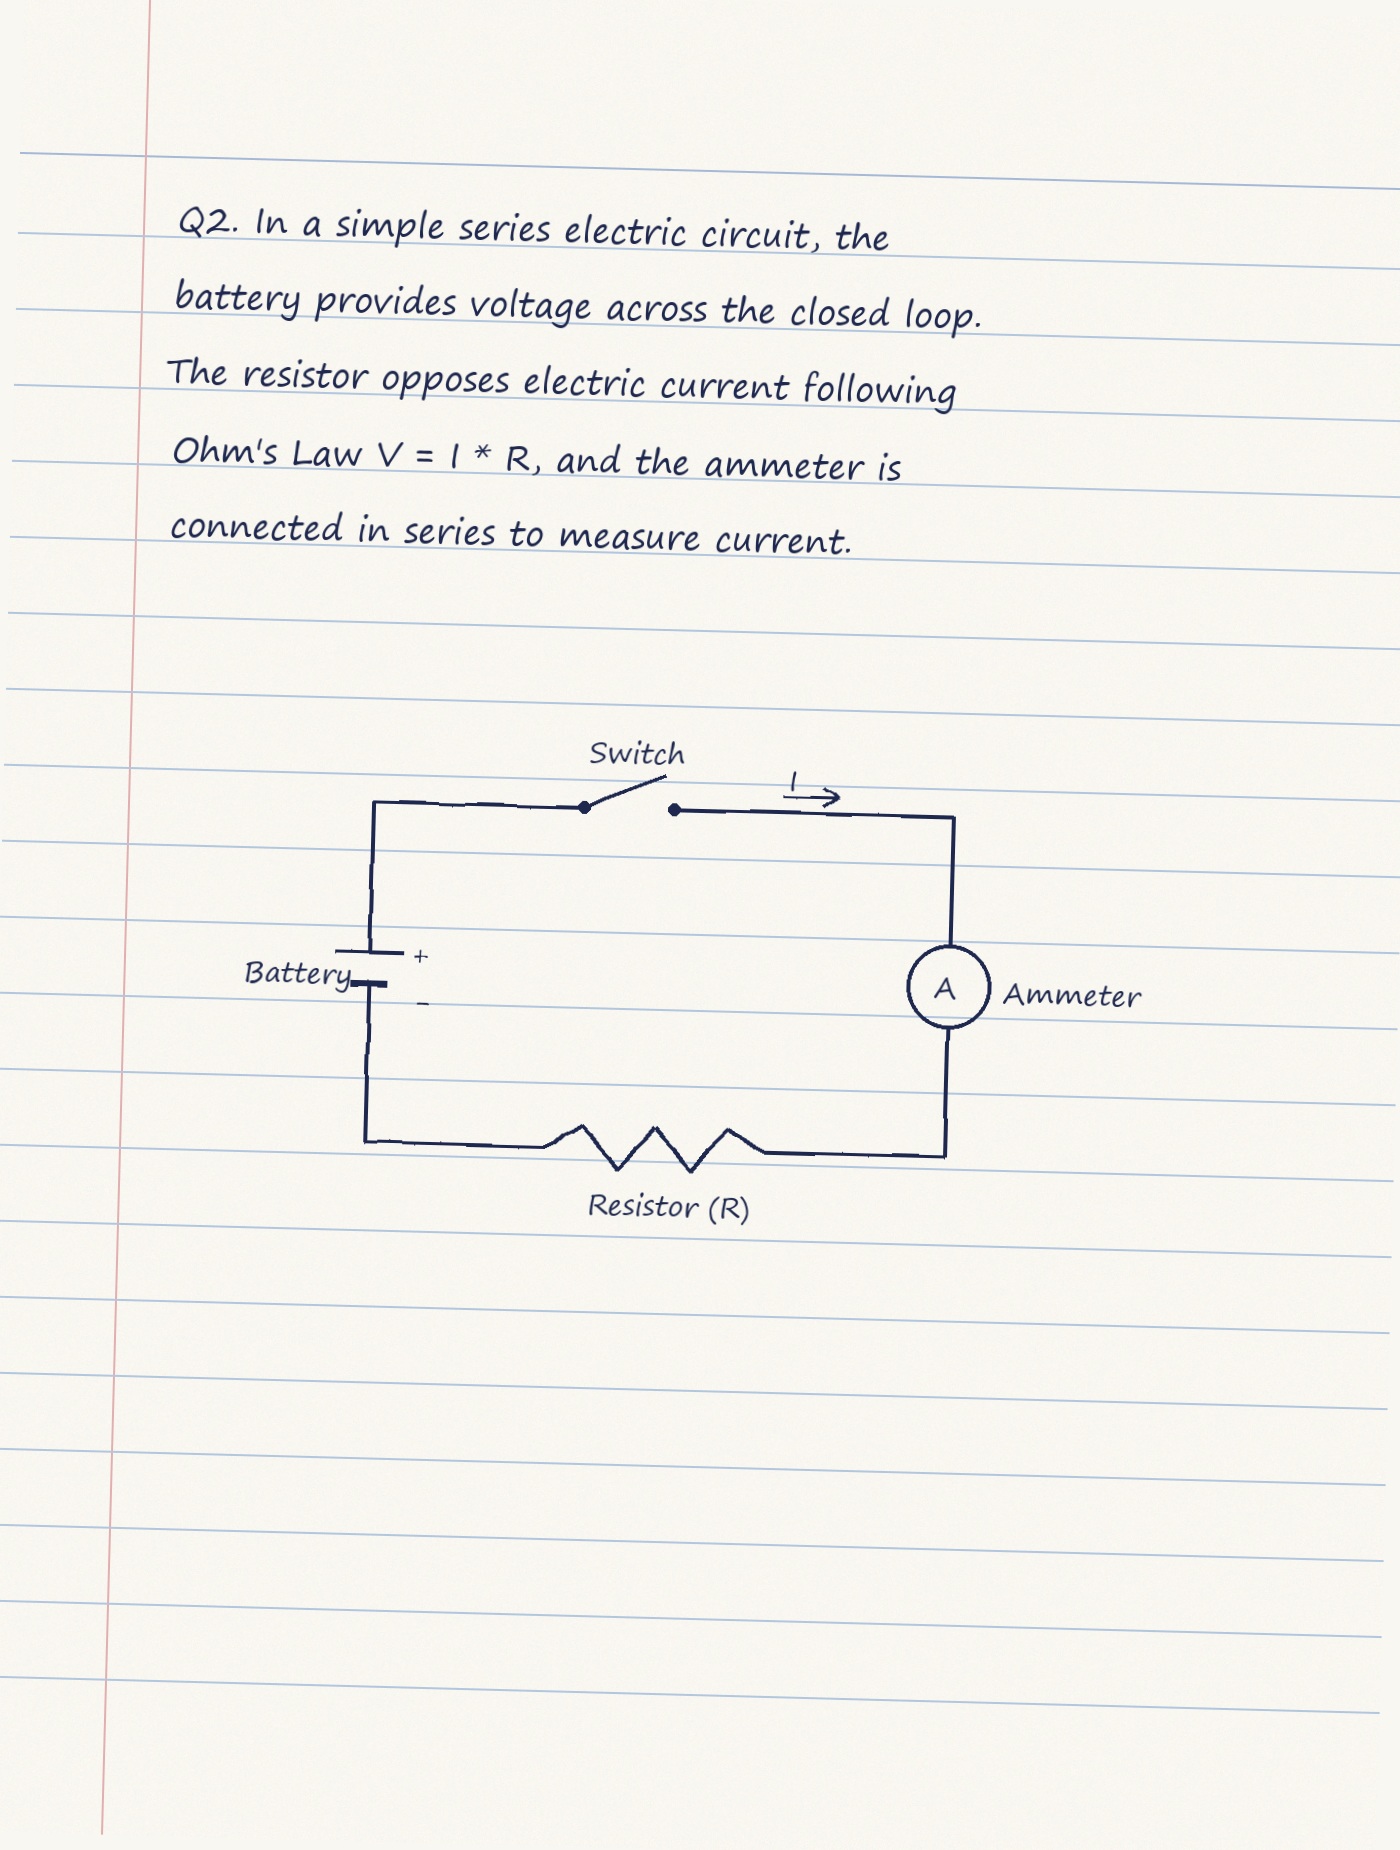 Q2. In a simple series electric circuit, the
battery provides voltage across the closed loop.
The resistor opposes electric current following
Ohm's Law V = I * R, and the ammeter is
connected in series to measure current.
Switch
I
+
Battery
−
A
Ammeter
Resistor (R)